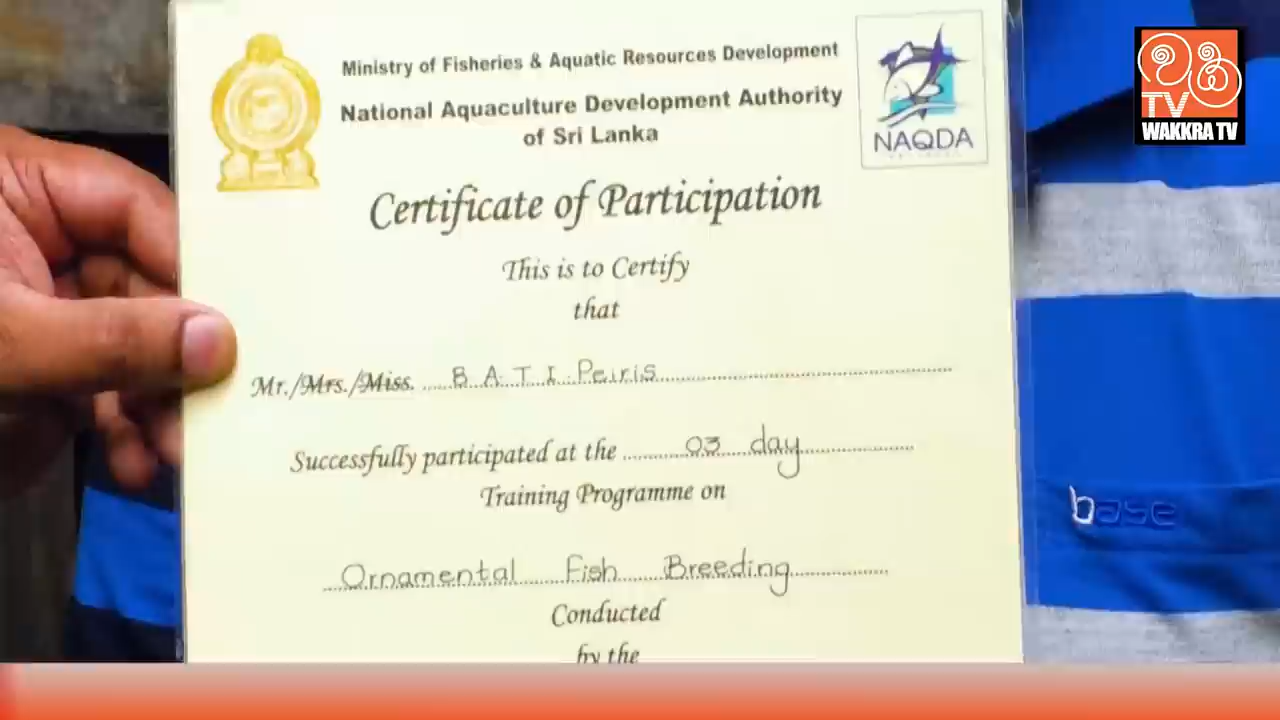 Ministry of Fisheries & Aquatic Resources Development
National Aquaculture Development Authority
of Sri Lanka
NAQDA
Certificate of Participation
This is to Certify
that
Mr./Mrs./Miss. B A T I Peiris
Successfully participated at the 03 day
Training Programme on
Ornamental Fish Breeding
Conducted
by the
TV
WAKKRA TV
base